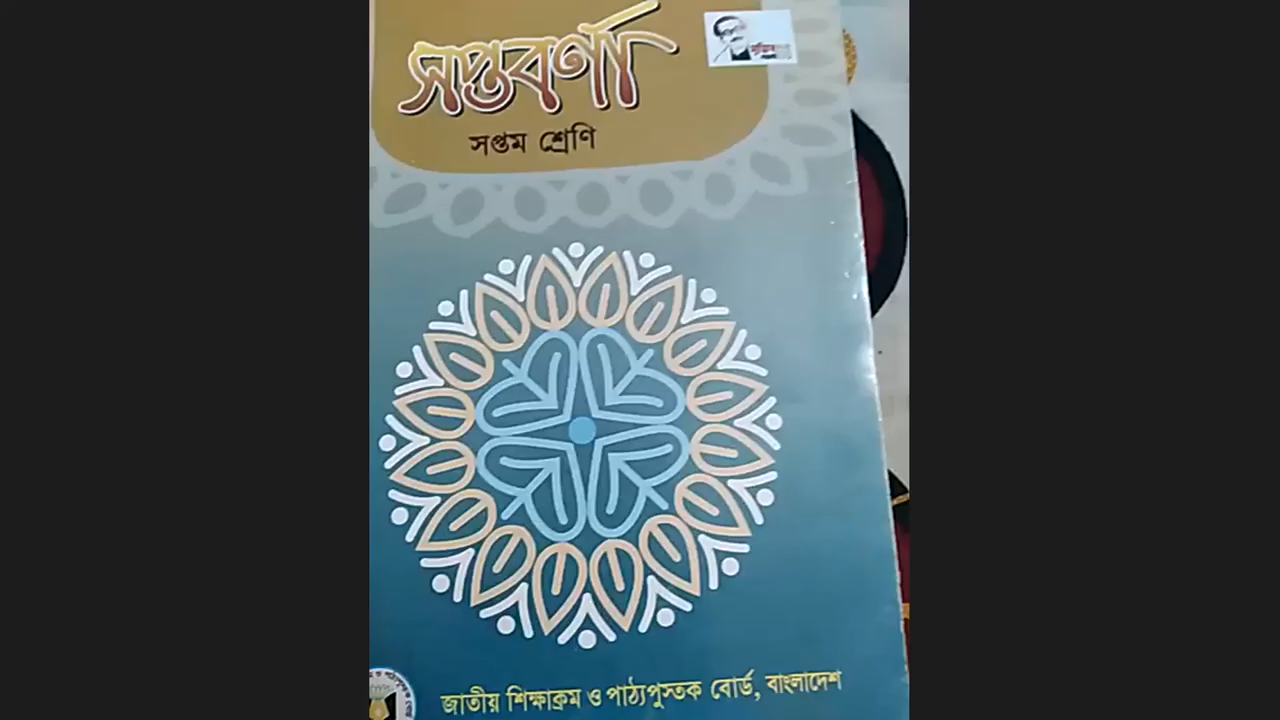 সপ্তবর্ণা
সপ্তম শ্রেণি
জাতীয় শিক্ষাক্রম ও পাঠ্যপুস্তক বোর্ড, বাংলাদেশ